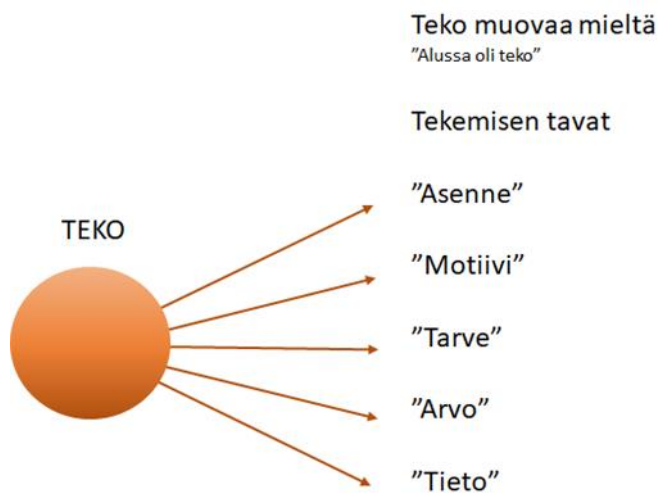 Teko muovaa mieltä
”Alussa oli teko”
Tekemisen tavat
”Asenne”
TEKO
”Motiivi”
”Tarve”
”Arvo”
”Tieto”